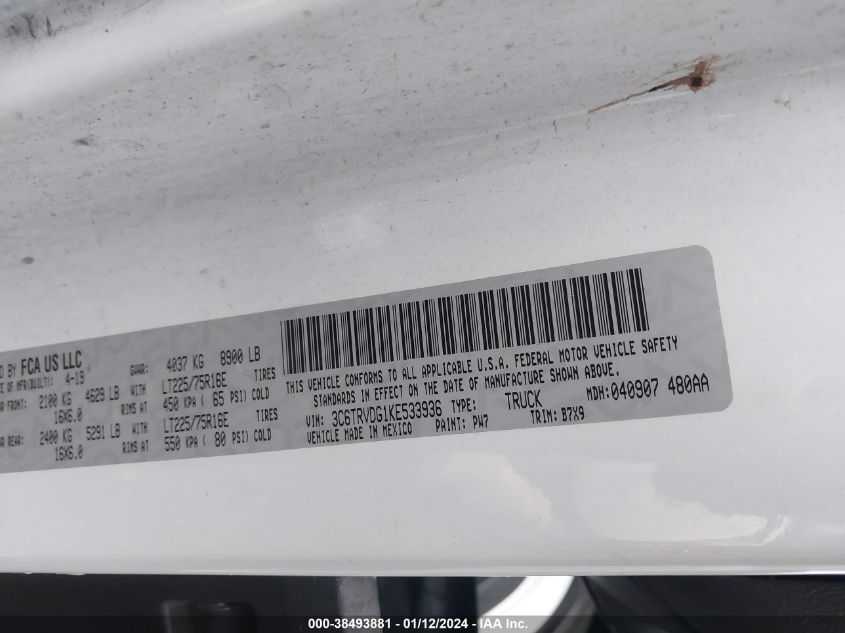 D BY FCA US LLC
E OF MFR(BUILT): 4-19 GVWR: 4037 KG 8900 LB
R FRONT: 2100 KG 4629 LB WITH LT225/75R16E TIRES
16X6.0 RIMS AT 450 KPA ( 65 PSI) COLD
R REAR: 2400 KG 5291 LB WITH LT225/75R16E TIRES
16X6.0 RIMS AT 550 KPA ( 80 PSI) COLD
THIS VEHICLE CONFORMS TO ALL APPLICABLE U.S.A. FEDERAL MOTOR VEHICLE SAFETY
STANDARDS IN EFFECT ON THE DATE OF MANUFACTURE SHOWN ABOVE.
VIN: 3C6TRVDG1KE533936 TYPE: TRUCK MDH:040907 480AA
VEHICLE MADE IN MEXICO PAINT: PW7 TRIM: B7X9
000-38493881 - 01/12/2024 - IAA Inc.